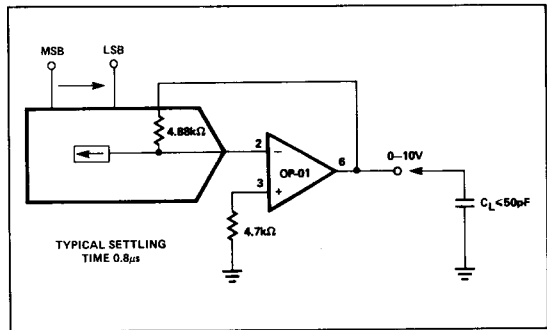 MSB
LSB
4.88kΩ
2
−
OP-01
6
0–10V
3
+
4.7kΩ
C_L<50pF
TYPICAL SETTLING
TIME 0.8μs